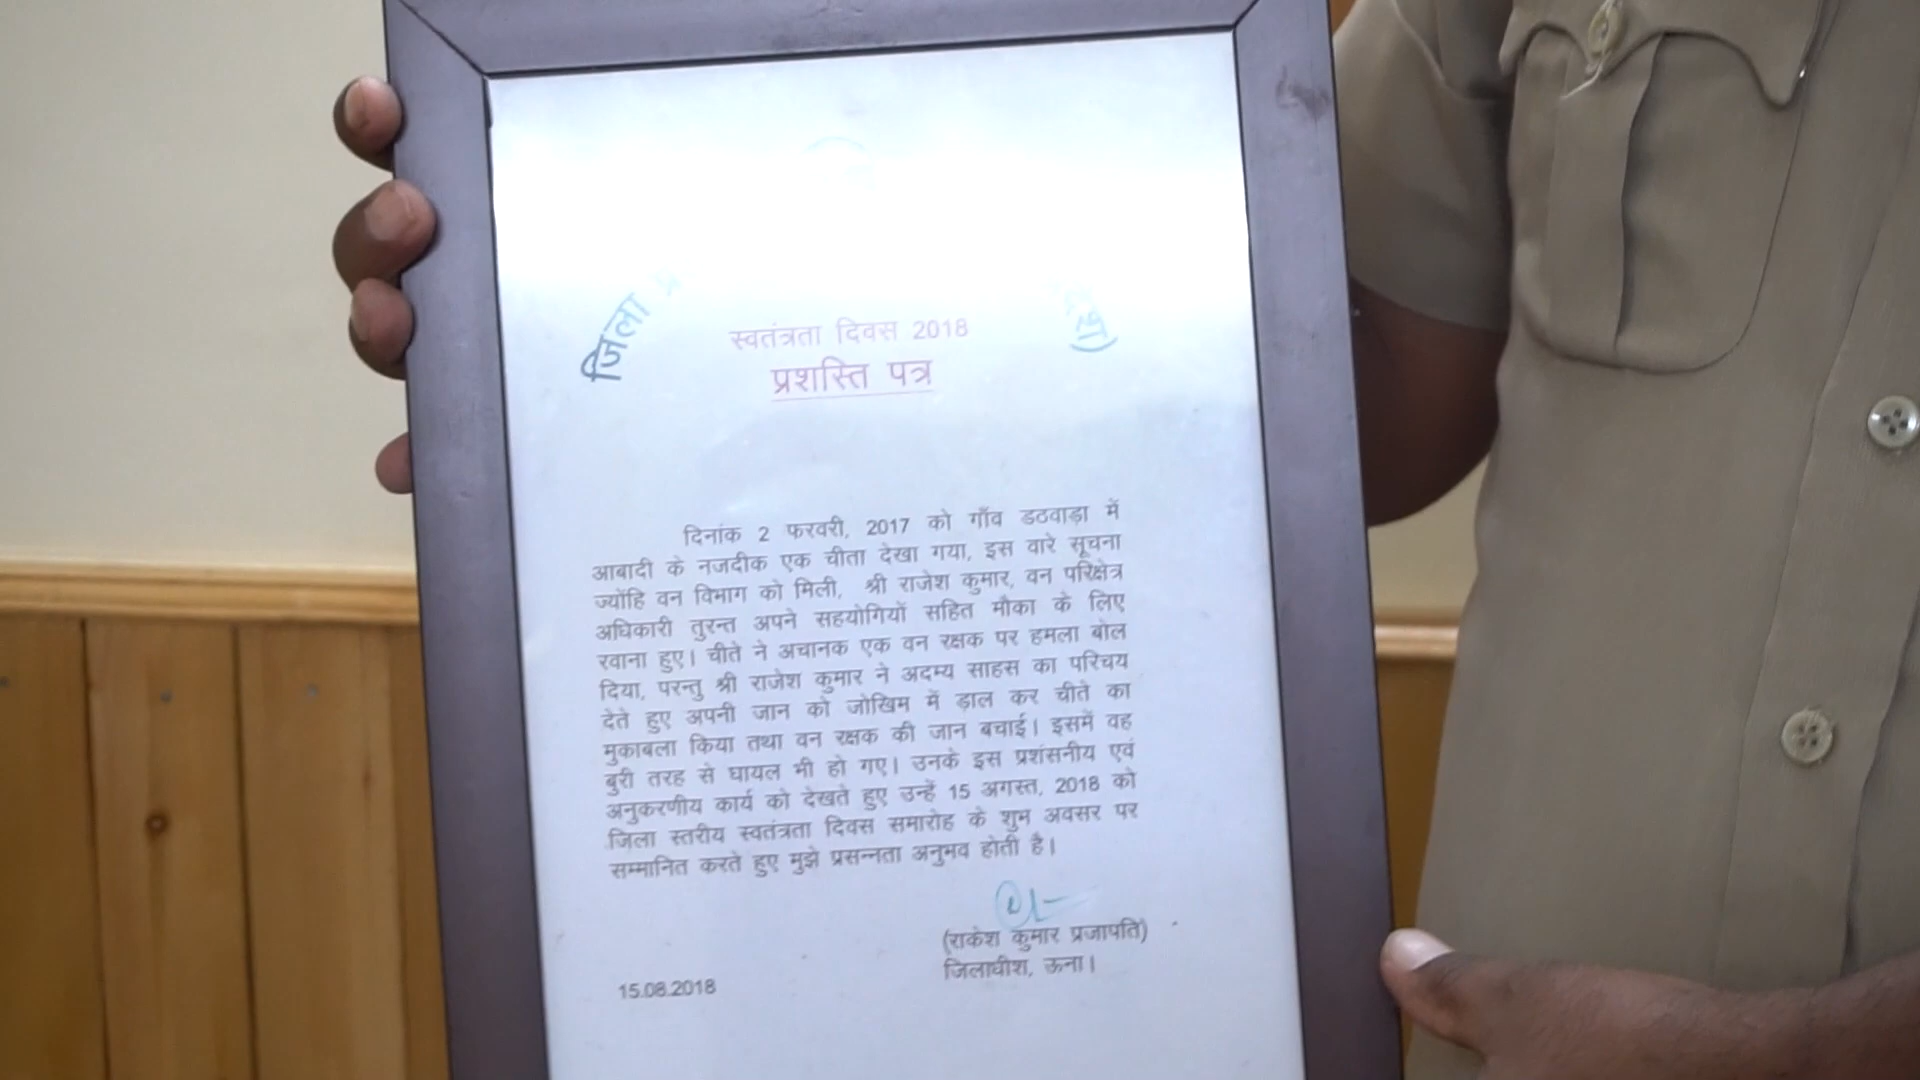 जिला
स्वतंत्रता दिवस 2018
प्रशस्ति पत्र
दिनांक 2 फरवरी, 2017 को गाँव डठवाड़ा में
आबादी के नजदीक एक चीता देखा गया, इस वारे सूचना
ज्योंहि वन विभाग को मिली, श्री राजेश कुमार, वन परिक्षेत्र
अधिकारी तुरन्त अपने सहयोगियों सहित मौका के लिए
रवाना हुए। चीते ने अचानक एक वन रक्षक पर हमला बोल
दिया, परन्तु श्री राजेश कुमार ने अदम्य साहस का परिचय
देते हुए अपनी जान को जोखिम में ड़ाल कर चीते का
मुकाबला किया तथा वन रक्षक की जान बचाई। इसमें वह
बुरी तरह से घायल भी हो गए। उनके इस प्रशंसनीय एवं
अनुकरणीय कार्य को देखते हुए उन्हें 15 अगस्त, 2018 को
जिला स्तरीय स्वतंत्रता दिवस समारोह के शुभ अवसर पर
सम्मानित करते हुए मुझे प्रसन्नता अनुभव होती है।
(राकेश कुमार प्रजापति)
जिलाधीश, ऊना।
15.08.2018